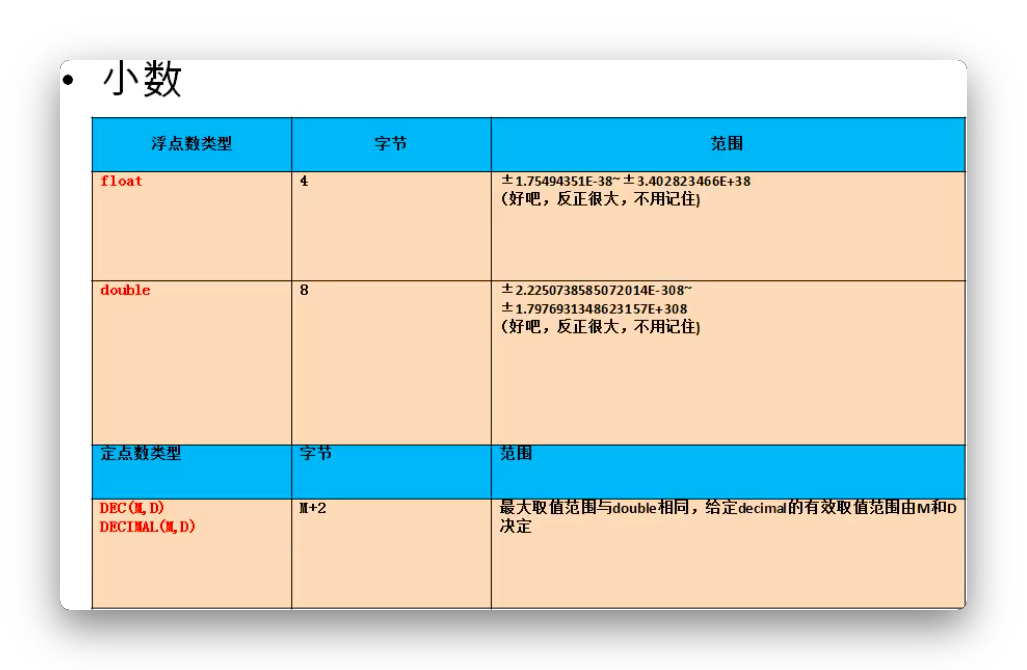 • 小数
浮点数类型 字节 范围
float 4 ±1.75494351E-38~±3.402823466E+38
(好吧，反正很大，不用记住)
double 8 ±2.2250738585072014E-308~
±1.7976931348623157E+308
(好吧，反正很大，不用记住)
定点数类型 字节 范围
DEC(M,D) M+2 最大取值范围与double相同，给定decimal的有效取值范围由M和D
DECIMAL(M,D) 决定